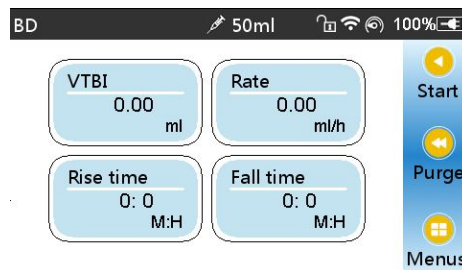 BD 50ml 100%
VTBI
0.00
ml
Rate
0.00
ml/h
Rise time
0: 0
M:H
Fall time
0: 0
M:H
Start
Purge
Menus